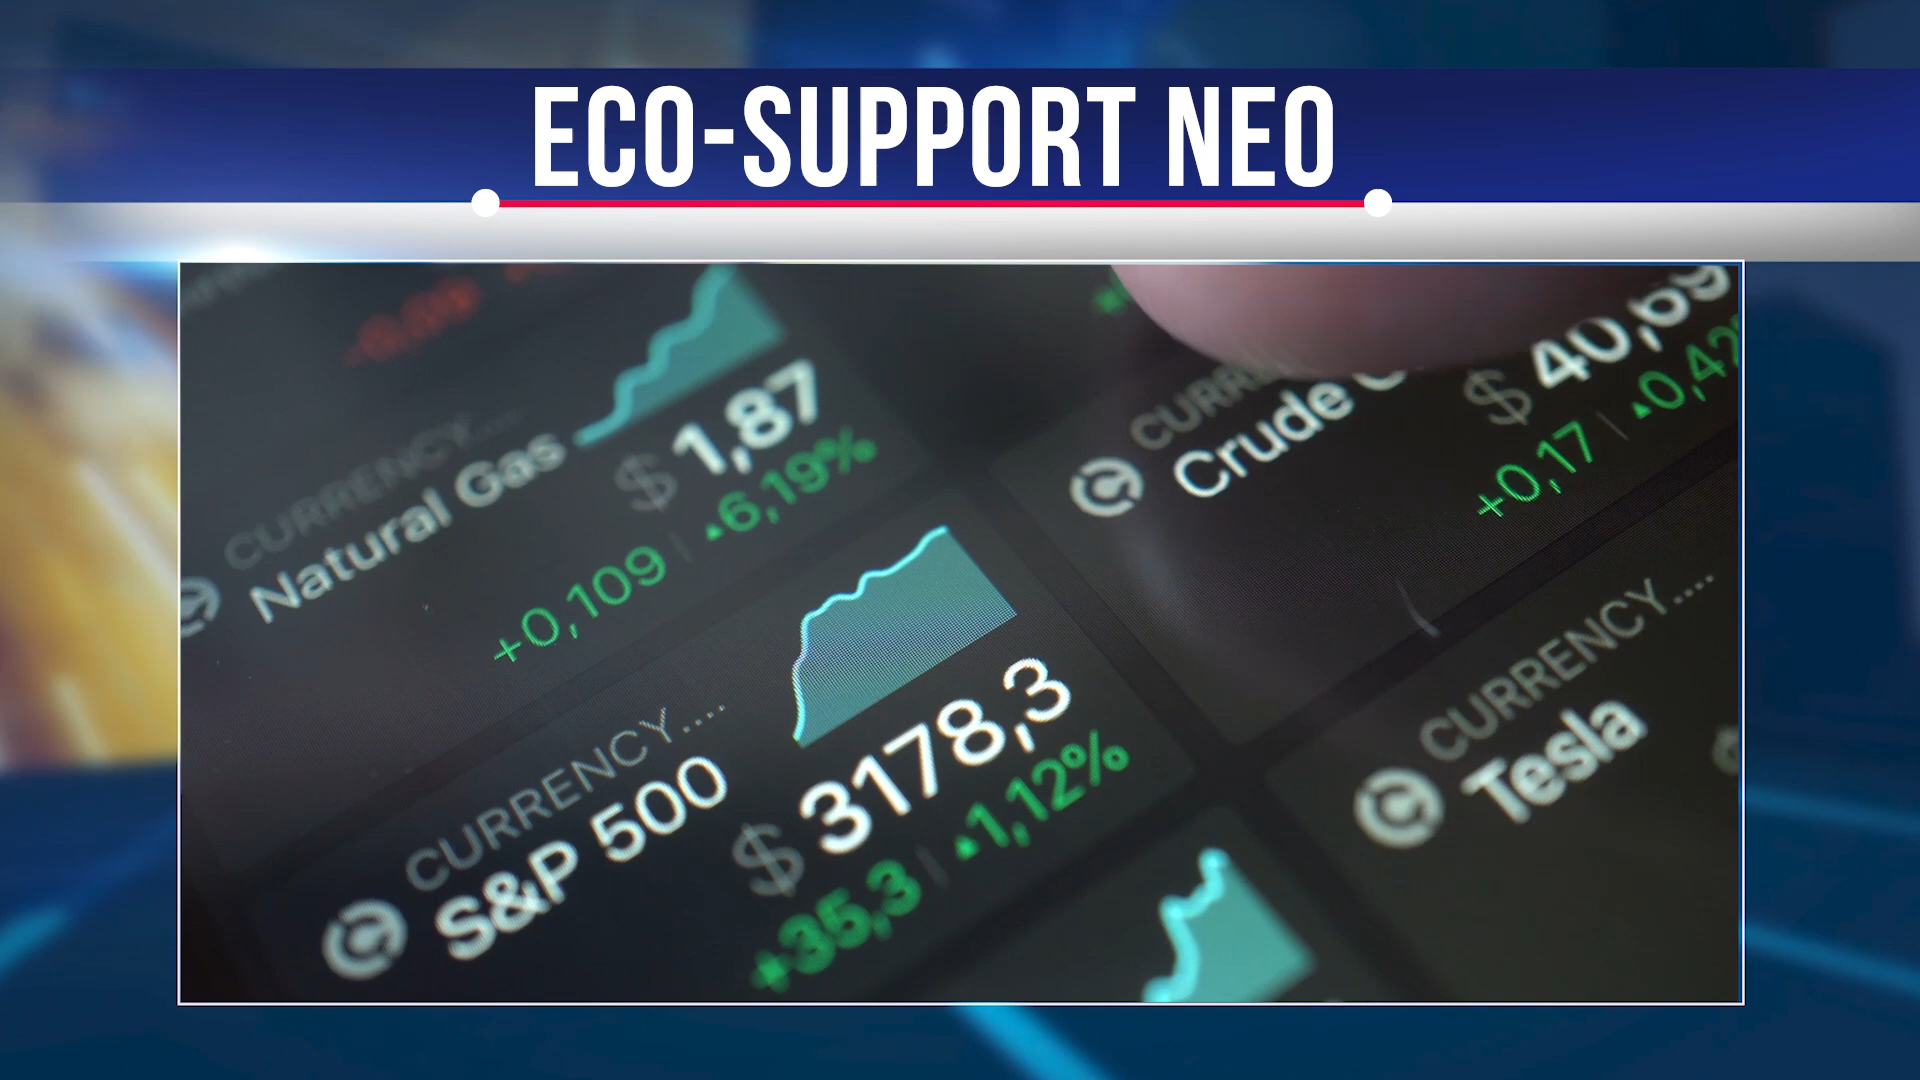 ECO-SUPPORT NEO
CURRENCY....
Natural Gas
$ 1,87
+0,109 | ▲6,19%
Crude
$ 40,69
+0,17 | ▲0,42
CURRENCY....
S&P 500
$ 3178,3
+35,3 | ▲1,12%
CURRENCY....
Tesla